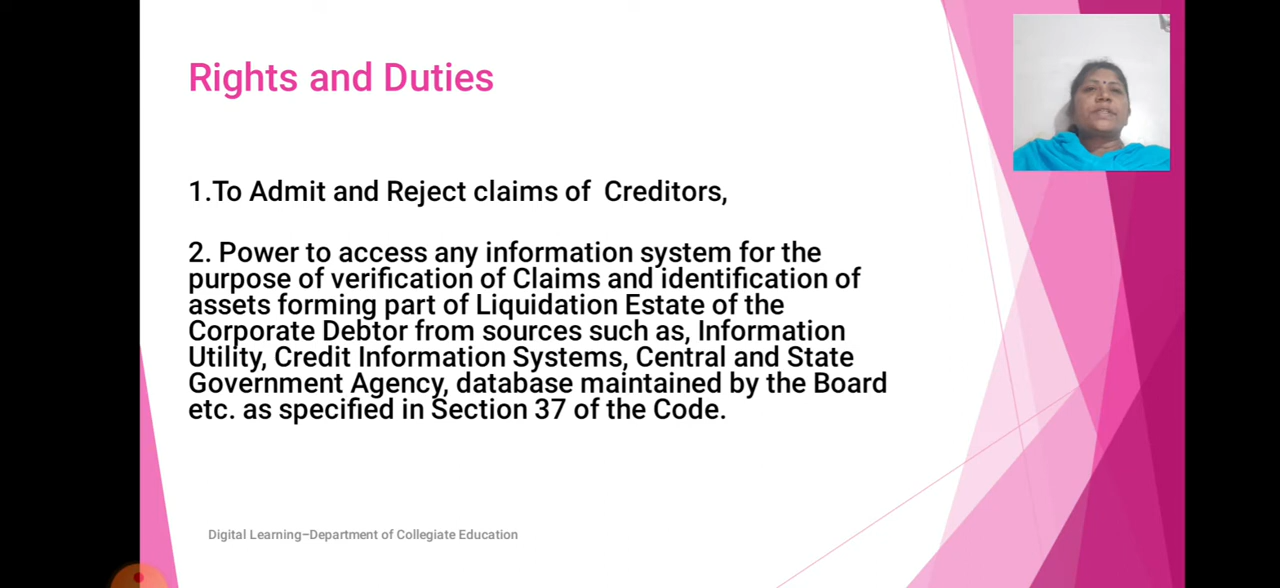 Rights and Duties
1.To Admit and Reject claims of  Creditors,
2. Power to access any information system for the
purpose of verification of Claims and identification of
assets forming part of Liquidation Estate of the
Corporate Debtor from sources such as, Information
Utility, Credit Information Systems, Central and State
Government Agency, database maintained by the Board
etc. as specified in Section 37 of the Code.
Digital Learning–Department of Collegiate Education